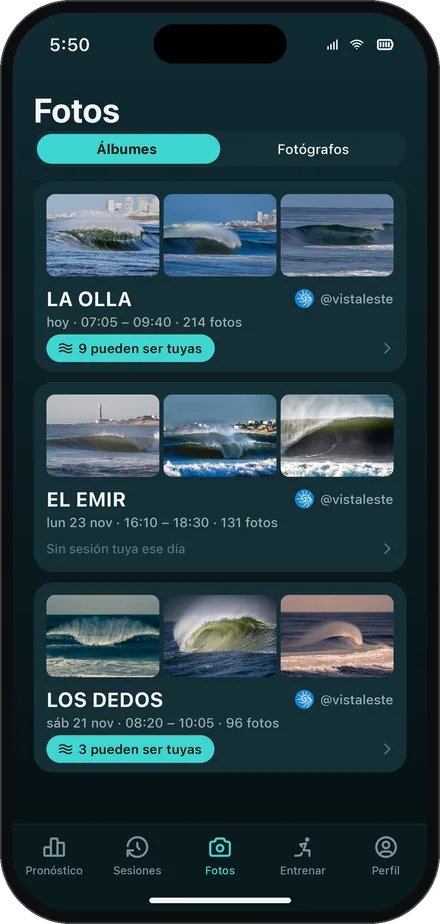 5:50
Fotos
Álbumes
Fotógrafos
LA OLLA
@vistaleste
hoy · 07:05 – 09:40 · 214 fotos
9 pueden ser tuyas
EL EMIR
@vistaleste
lun 23 nov · 16:10 – 18:30 · 131 fotos
Sin sesión tuya ese día
LOS DEDOS
@vistaleste
sáb 21 nov · 08:20 – 10:05 · 96 fotos
3 pueden ser tuyas
Pronóstico
Sesiones
Fotos
Entrenar
Perfil